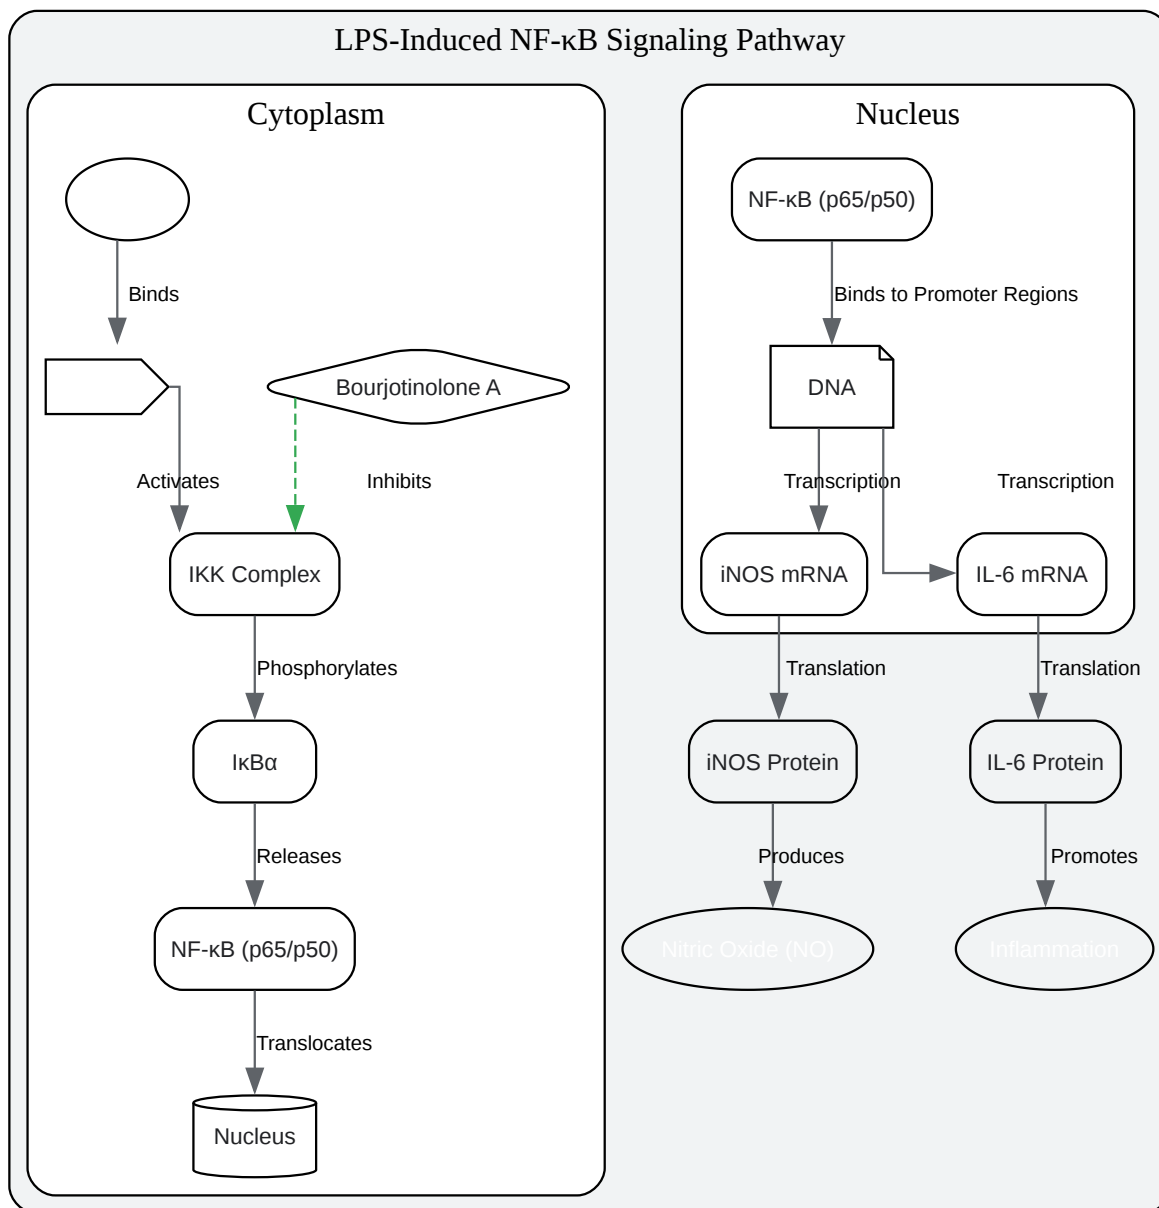 LPS-Induced NF-κB Signaling Pathway
Cytoplasm
Binds
Bourjotinolone A
Activates
Inhibits
IKK Complex
Phosphorylates
IκBα
Releases
NF-κB (p65/p50)
Translocates
Nucleus
Nucleus
NF-κB (p65/p50)
Binds to Promoter Regions
DNA
Transcription
Transcription
iNOS mRNA
IL-6 mRNA
Translation
Translation
iNOS Protein
IL-6 Protein
Produces
Promotes
Nitric Oxide (NO)
Inflammation